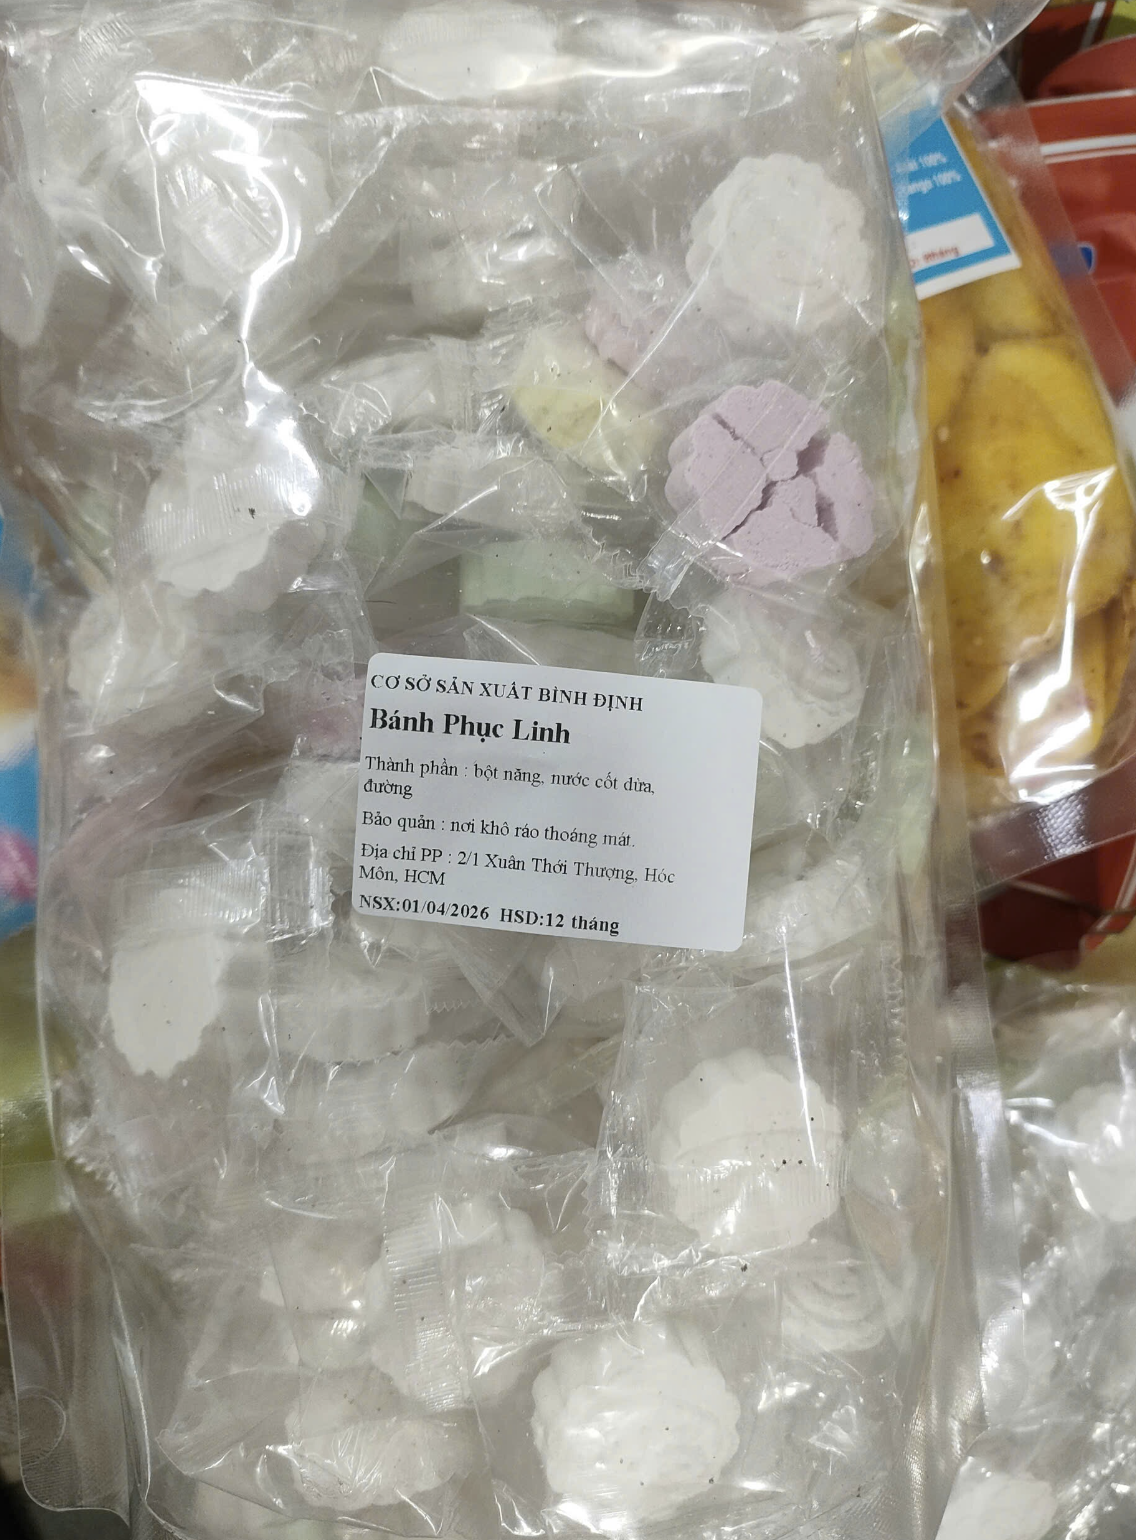 100%
100%
CƠ SỞ SẢN XUẤT BÌNH ĐỊNH
Bánh Phục Linh
Thành phần : bột năng, nước cốt dừa,
đường
Bảo quản : nơi khô ráo thoáng mát.
Địa chỉ PP : 2/1 Xuân Thới Thượng, Hóc
Môn, HCM
NSX:01/04/2026 HSD:12 tháng